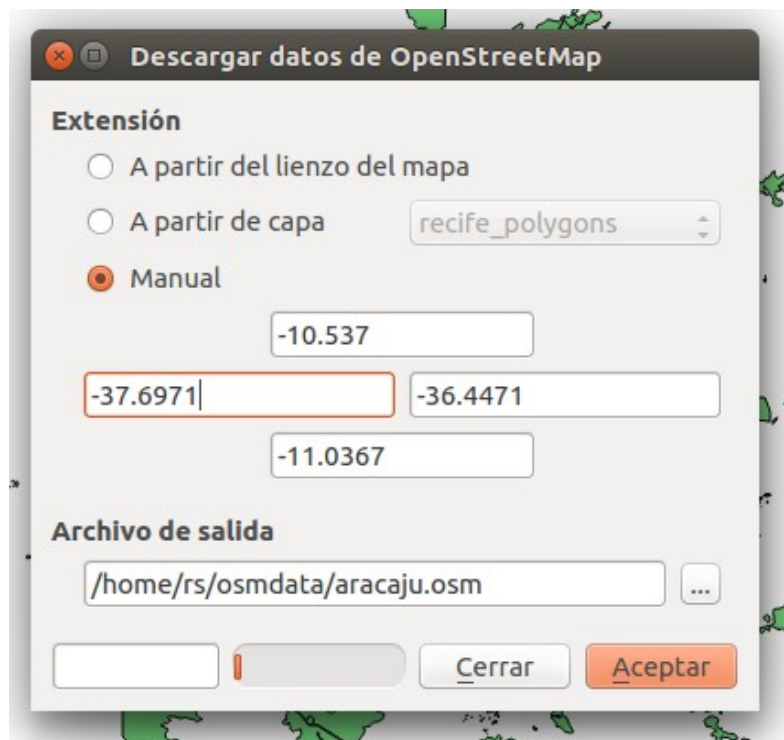 Descargar datos de OpenStreetMap
Extensión
A partir del lienzo del mapa
A partir de capa recife_polygons
Manual
-10.537
-37.6971 -36.4471
-11.0367
Archivo de salida
/home/rs/osmdata/aracaju.osm ...
Cerrar Aceptar